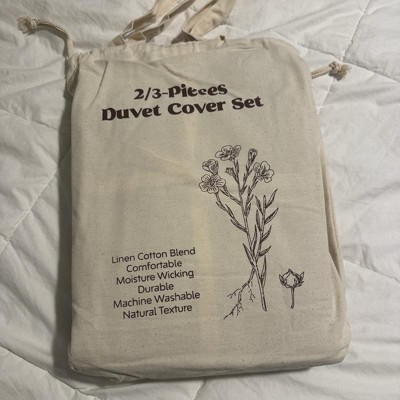 2/3-Pieces
Duvet Cover Set
Linen Cotton Blend
Comfortable
Moisture Wicking
Durable
Machine Washable
Natural Texture